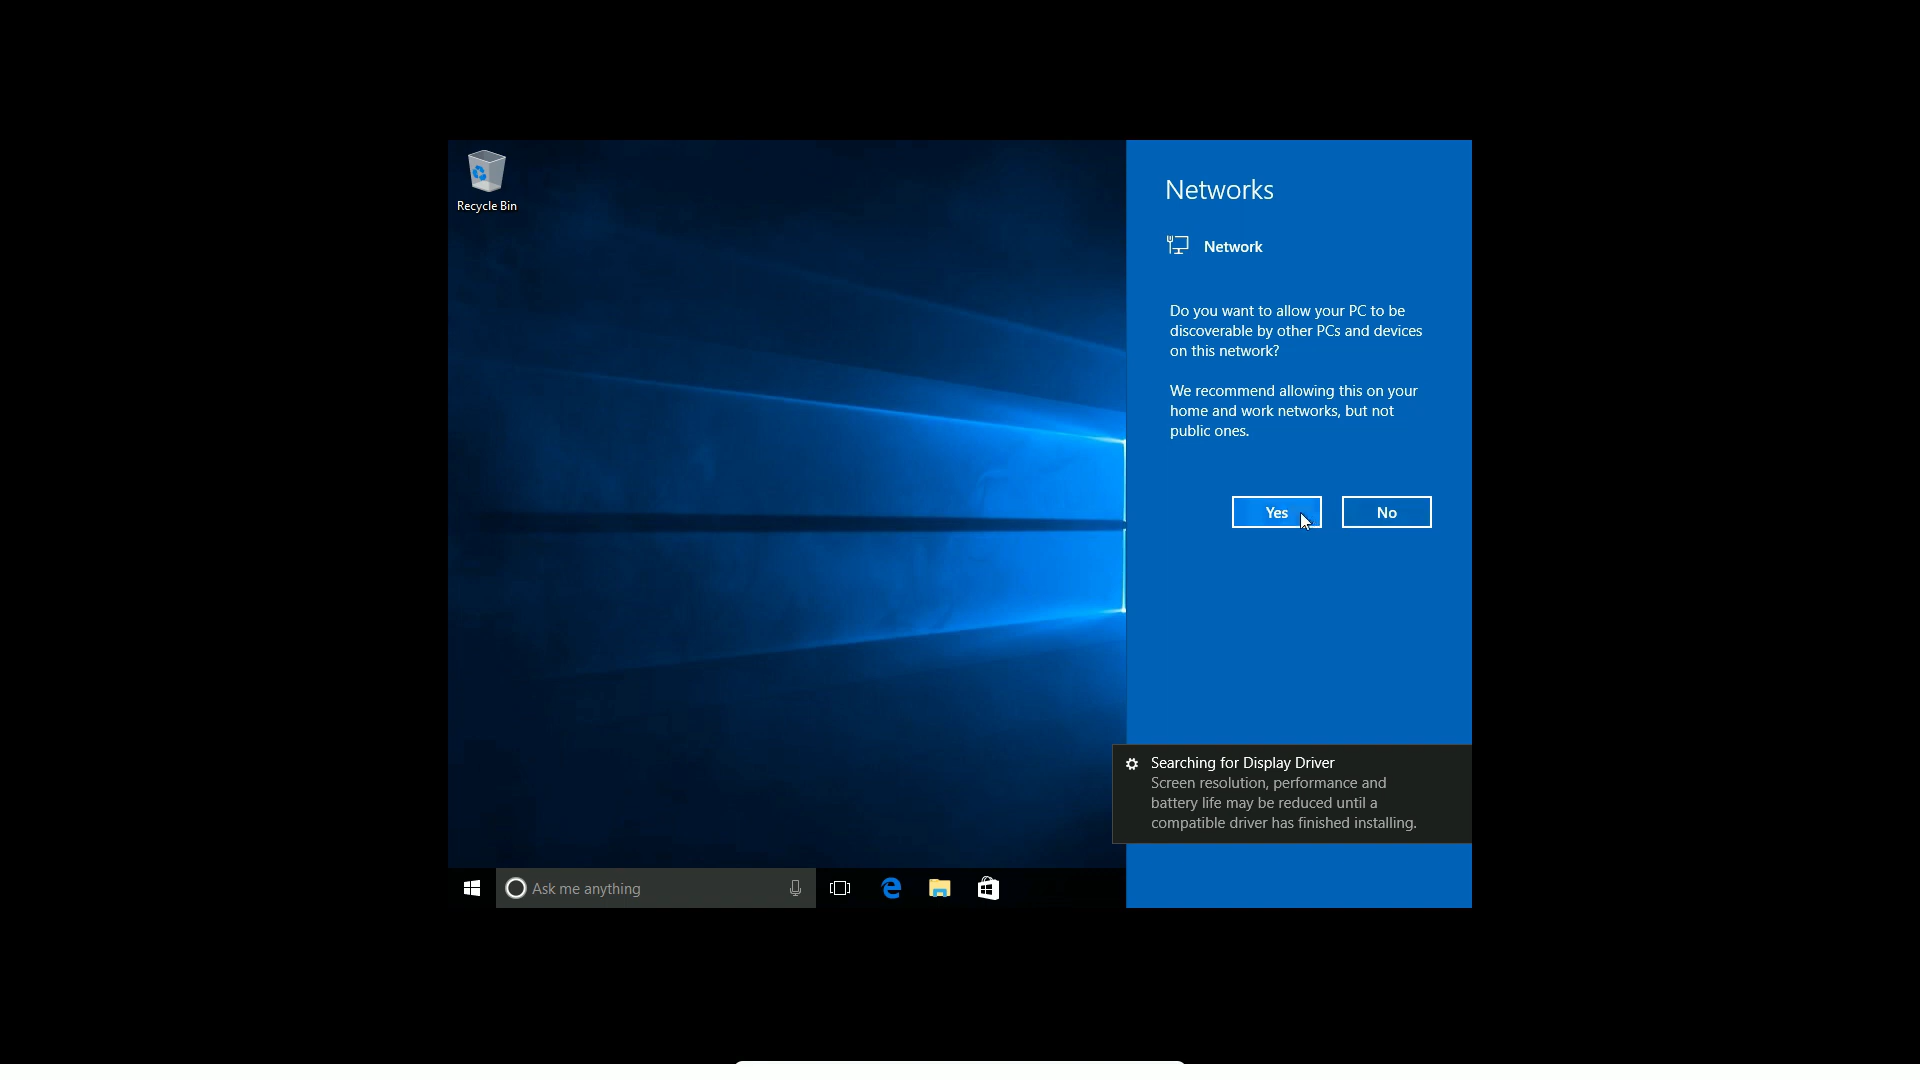 Recycle Bin
Networks
Network
Do you want to allow your PC to be
discoverable by other PCs and devices
on this network?
We recommend allowing this on your
home and work networks, but not
public ones.
Yes
No
Searching for Display Driver
Screen resolution, performance and
battery life may be reduced until a
compatible driver has finished installing.
Ask me anything